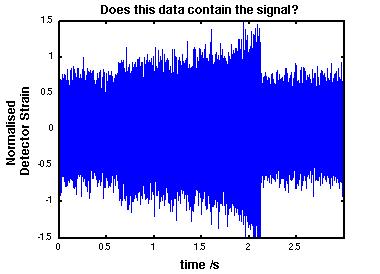 Does this data contain the signal?
1.5
1
0.5
0
-0.5
-1
-1.5
Normalised
Detector Strain
0 0.5 1 1.5 2 2.5
time /s